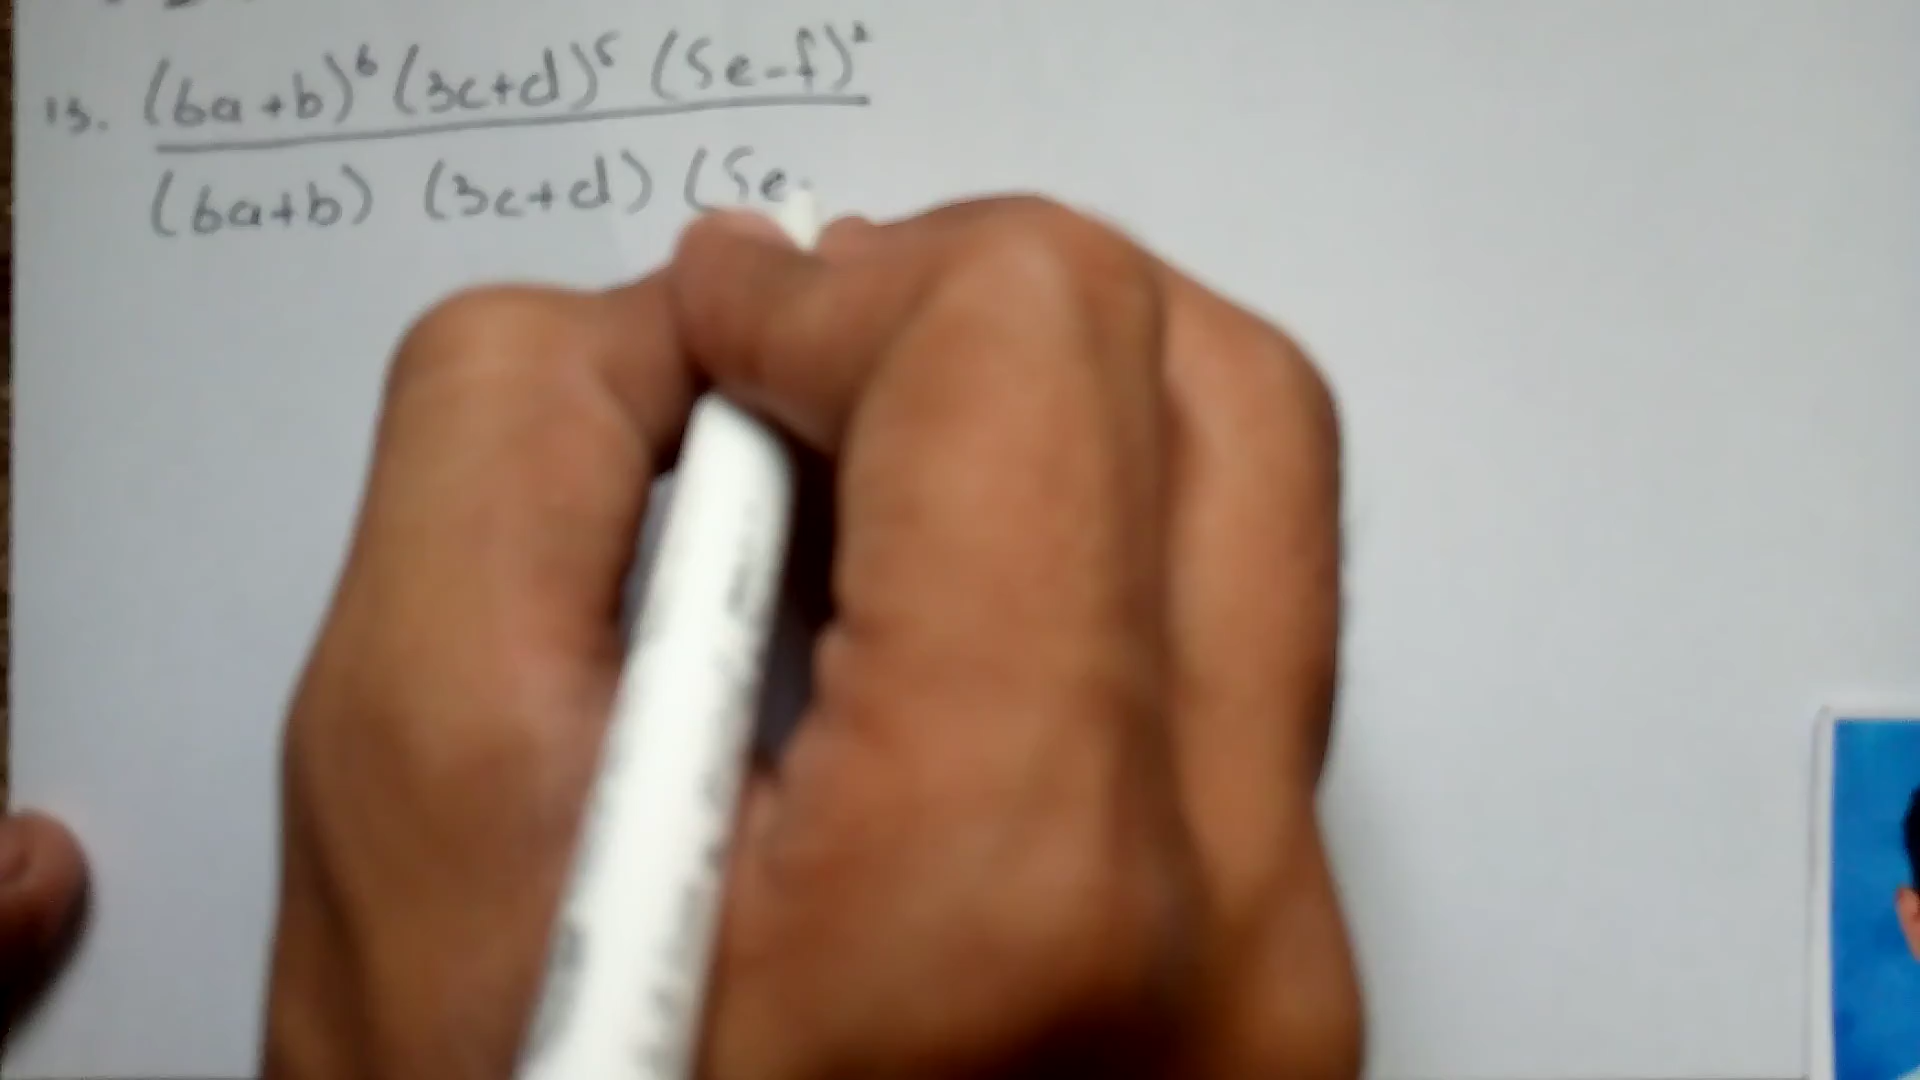 13. (6a+b)⁶ (3c+d)⁵ (5e-f)²
(6a+b) (3c+d) (5e-